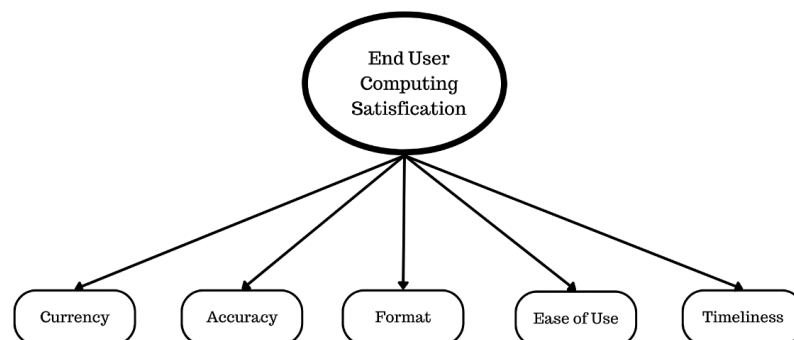 End User
Computing
Satisfication
Currency
Accuracy
Format
Ease of Use
Timeliness